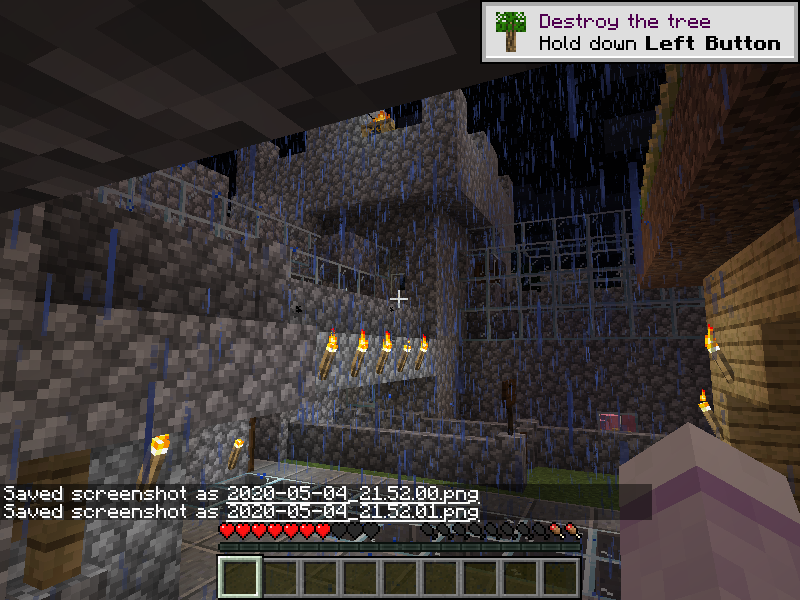 Destroy the tree
Hold down Left Button
Saved screenshot as 2020-05-04_21.52.00.png
Saved screenshot as 2020-05-04_21.52.01.png